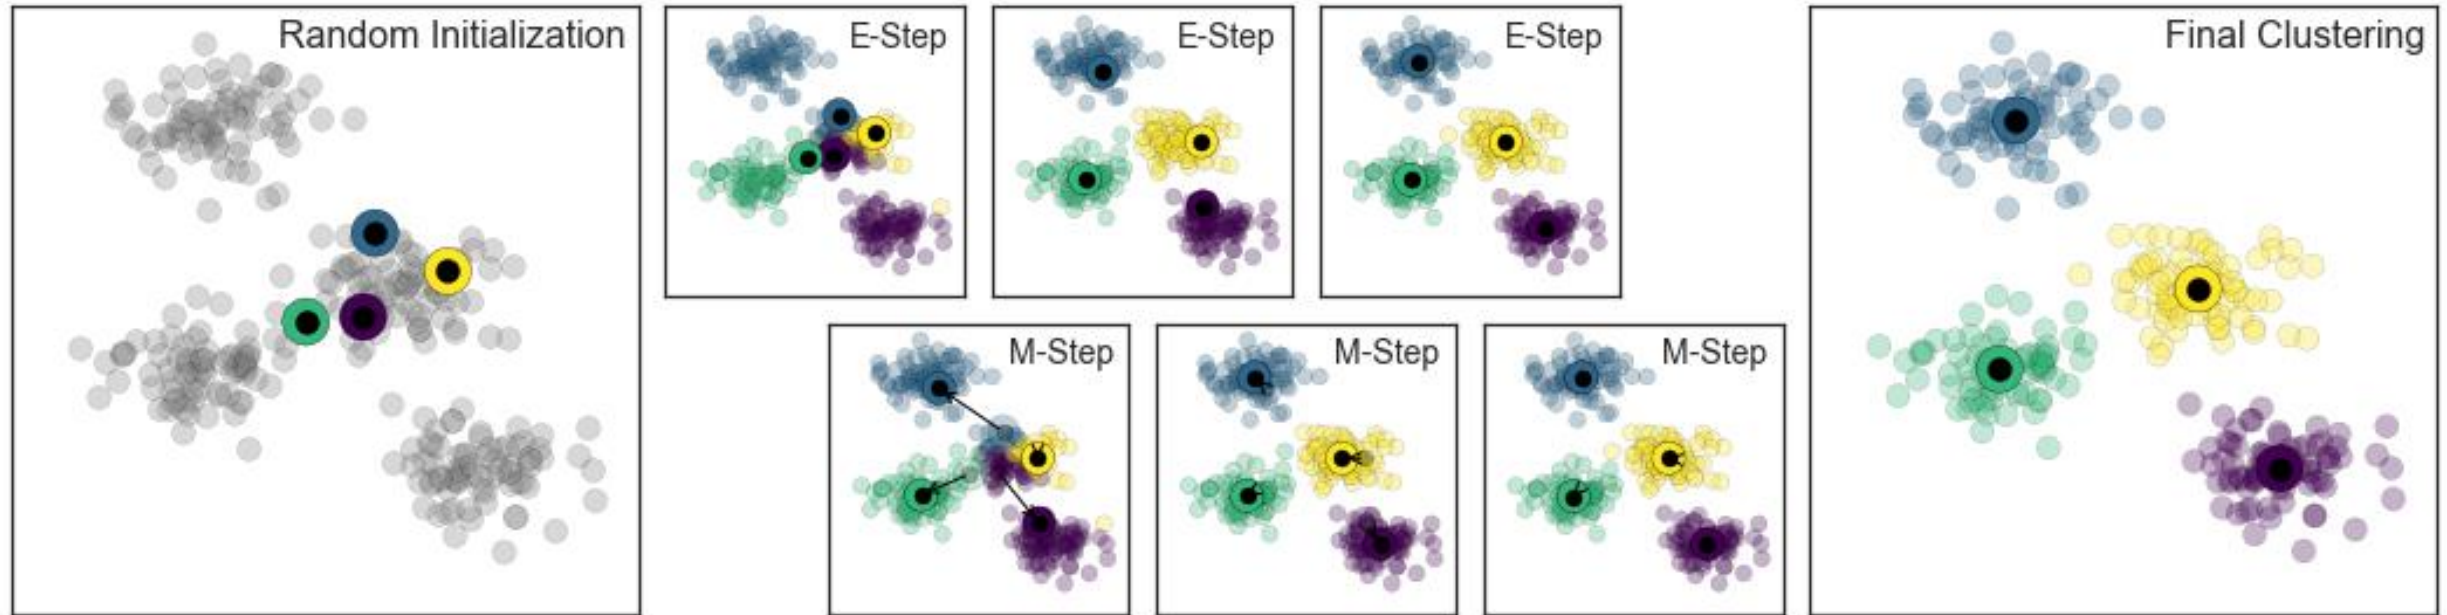 Random Initialization
E-Step
E-Step
E-Step
Final Clustering
M-Step
M-Step
M-Step